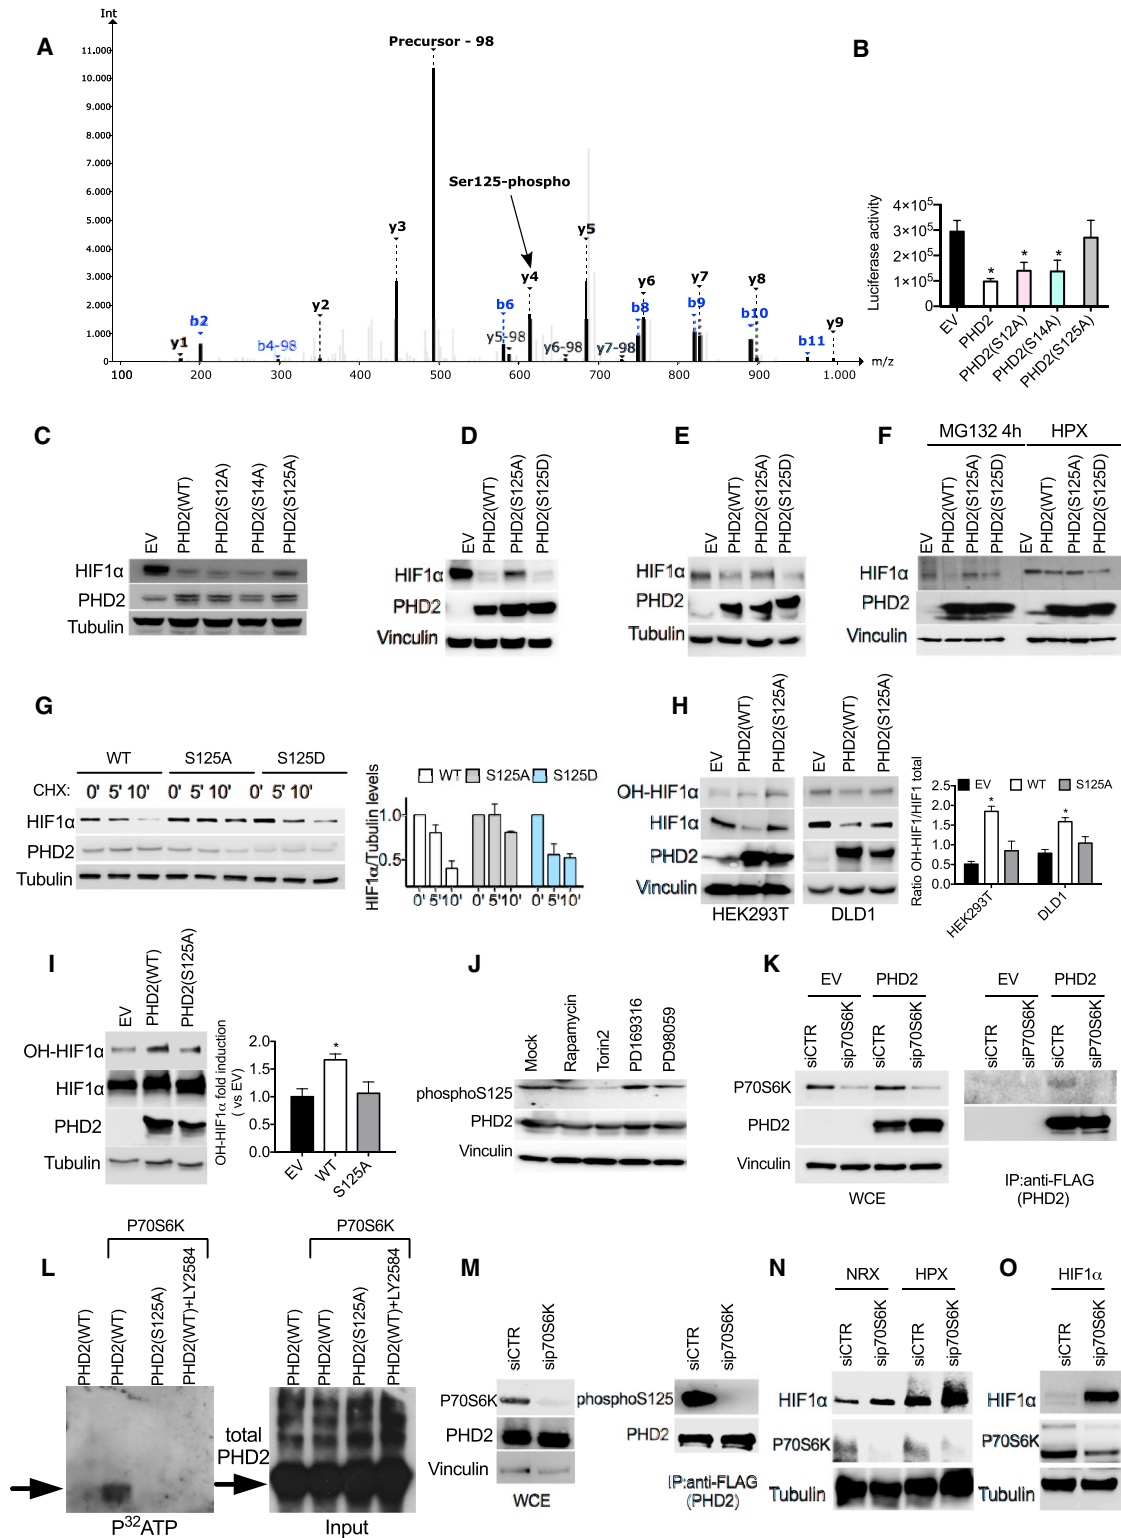 A
Int
11.000
10.000
9.000
8.000
7.000
6.000
5.000
4.000
3.000
2.000
1.000
Precursor - 98
Ser125-phospho
y1
b2
b4-98
y2
y3
b6
y5-98
y4
y6-98
y5
y7-98
b8
y6
b9
y7
b10
y8
b11
y9
100 200 300 400 500 600 700 800 900 1.000 m/z
B
Luciferase activity
4×10⁵
3×10⁵
2×10⁵
1×10⁵
0
* * *
EV PHD2 PHD2(S12A) PHD2(S14A) PHD2(S125A)
C
EV PHD2(WT) PHD2(S12A) PHD2(S14A) PHD2(S125A)
HIF1α
PHD2
Tubulin
D
EV PHD2(WT) PHD2(S125A) PHD2(S125D)
HIF1α
PHD2
Vinculin
E
EV PHD2(WT) PHD2(S125A) PHD2(S125D)
HIF1α
PHD2
Tubulin
F
MG132 4h HPX
EV PHD2(WT) PHD2(S125A) PHD2(S125D) EV PHD2(WT) PHD2(S125A) PHD2(S125D)
HIF1α
PHD2
Vinculin
G
WT S125A S125D
CHX: 0' 5' 10' 0' 5' 10' 0' 5' 10'
HIF1α
PHD2
Tubulin
HIF1α/Tubulin levels
WT S125A S125D
1.0
0.5
0' 5' 10' 0' 5' 10' 0' 5' 10'
H
EV PHD2(WT) PHD2(S125A) EV PHD2(WT) PHD2(S125A)
OH-HIF1α
HIF1α
PHD2
Vinculin
HEK293T DLD1
Ratio OH-HIF1/HIF1 total
EV WT S125A
2.5
2.0
1.5
1.0
0.5
0.0
* *
HEK293T DLD1
I
EV PHD2(WT) PHD2(S125A)
OH-HIF1α
HIF1α
PHD2
Tubulin
OH-HIF1α fold induction
( vs EV)
2.0
1.5
1.0
0.5
0.0
*
EV WT S125A
J
Mock Rapamycin Torin2 PD169316 PD98059
phosphoS125
PHD2
Vinculin
K
EV PHD2 EV PHD2
siCTR sip70S6K siCTR sip70S6K siCTR siP70S6K siCTR siP70S6K
P70S6K
PHD2
Vinculin
WCE
IP:anti-FLAG
(PHD2)
L
P70S6K P70S6K
PHD2(WT) PHD2(WT) PHD2(S125A) PHD2(WT)+LY2584 PHD2(WT) PHD2(WT) PHD2(S125A) PHD2(WT)+LY2584
total
PHD2
P³²ATP Input
M
siCTR sip70S6K siCTR sip70S6K
P70S6K
PHD2
Vinculin
WCE
phosphoS125
PHD2
IP:anti-FLAG
(PHD2)
N
NRX HPX
siCTR sip70S6K siCTR sip70S6K
HIF1α
P70S6K
Tubulin
O
HIF1α
siCTR sip70S6K
HIF1α
P70S6K
Tubulin